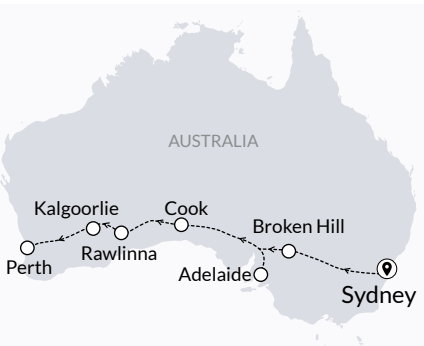 AUSTRALIA
Kalgoorlie
Cook
Broken Hill
Rawlinna
Perth
Adelaide
Sydney